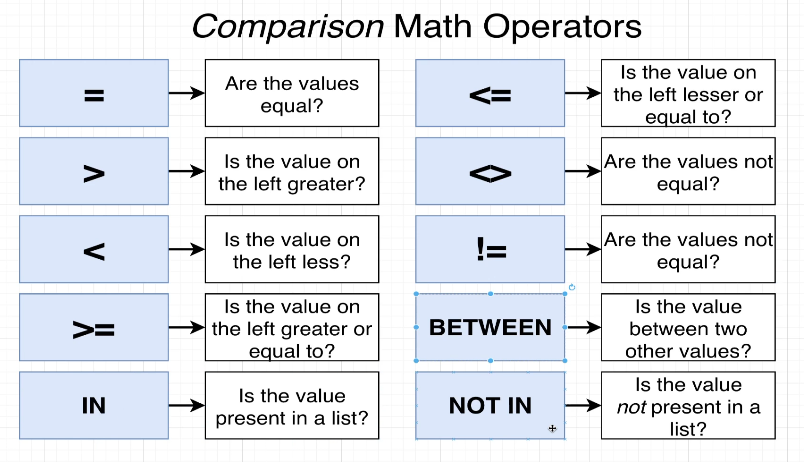 Comparison Math Operators
=
Are the values
equal?
<=
Is the value on
the left lesser or
equal to?
>
Is the value on
the left greater?
<>
Are the values not
equal?
<
Is the value on
the left less?
!=
Are the values not
equal?
>=
Is the value on
the left greater or
equal to?
BETWEEN
Is the value
between two
other values?
IN
Is the value
present in a list?
NOT IN
Is the value
not present in a
list?